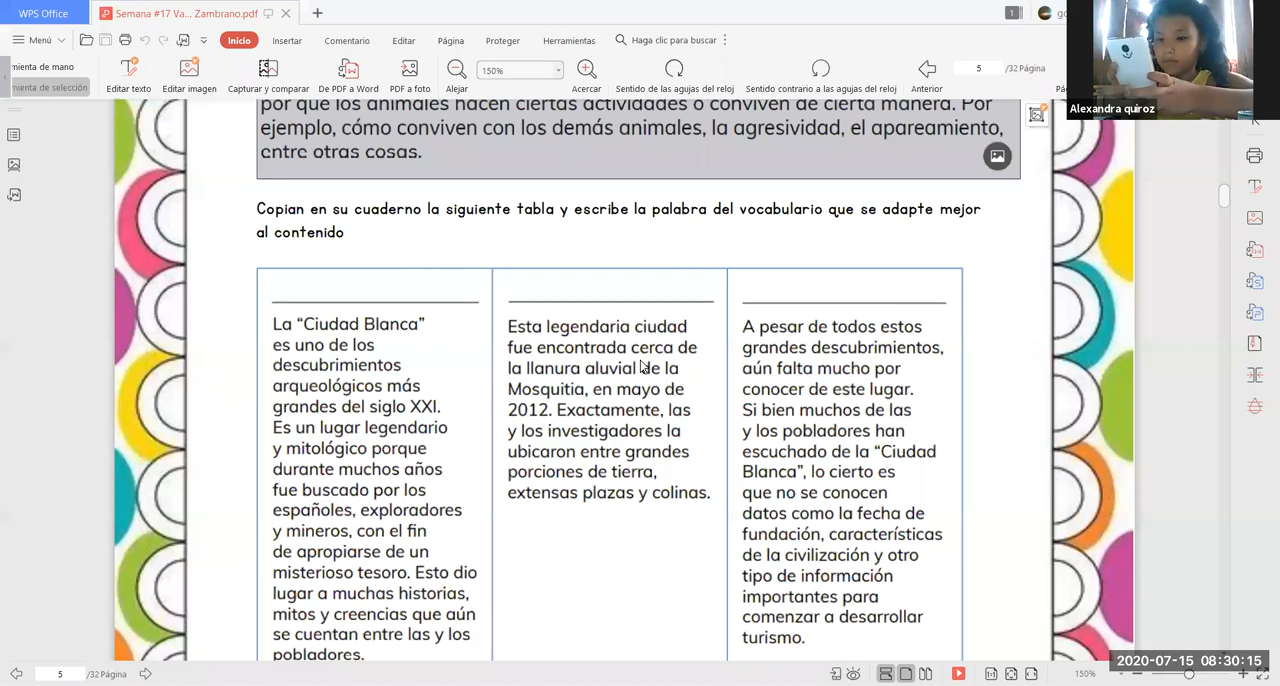 WPS Office
Semana #17 Va... Zambrano.pdf
Menú
Inicio
Insertar
Comentario
Editar
Página
Proteger
Herramientas
Haga clic para buscar
mienta de mano
mienta de selección
Editar texto
Editar imagen
Capturar y comparar
De PDF a Word
PDF a foto
Alejar
150%
Acercar
Sentido de las agujas del reloj
Sentido contrario a las agujas del reloj
Anterior
5
/32 Página
Alexandra quiroz
por que los animales hacen ciertas actividades o conviven de cierta manera. Por
ejemplo, cómo conviven con los demás animales, la agresividad, el apareamiento,
entre otras cosas.
Copian en su cuaderno la siguiente tabla y escribe la palabra del vocabulario que se adapte mejor
al contenido
La “Ciudad Blanca”
es uno de los
descubrimientos
arqueológicos más
grandes del siglo XXI.
Es un lugar legendario
y mitológico porque
durante muchos años
fue buscado por los
españoles, exploradores
y mineros, con el fin
de apropiarse de un
misterioso tesoro. Esto dio
lugar a muchas historias,
mitos y creencias que aún
se cuentan entre las y los
pobladores.
Esta legendaria ciudad
fue encontrada cerca de
la llanura aluvial de la
Mosquitia, en mayo de
2012. Exactamente, las
y los investigadores la
ubicaron entre grandes
porciones de tierra,
extensas plazas y colinas.
A pesar de todos estos
grandes descubrimientos,
aún falta mucho por
conocer de este lugar.
Si bien muchos de las
y los pobladores han
escuchado de la “Ciudad
Blanca”, lo cierto es
que no se conocen
datos como la fecha de
fundación, características
de la civilización y otro
tipo de información
importantes para
comenzar a desarrollar
turismo.
5
/32 Página
150%
2020-07-15 08:30:15